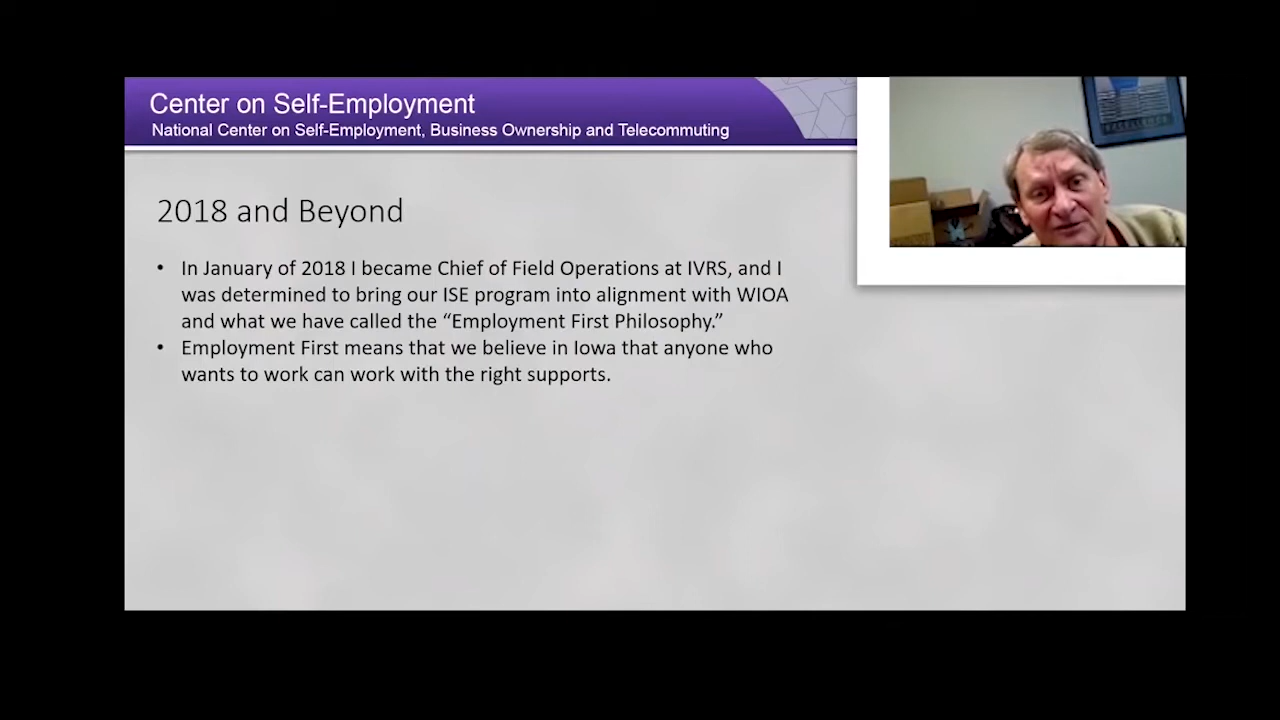 Center on Self-Employment
National Center on Self-Employment, Business Ownership and Telecommuting
2018 and Beyond
• In January of 2018 I became Chief of Field Operations at IVRS, and I
was determined to bring our ISE program into alignment with WIOA
and what we have called the “Employment First Philosophy.”
• Employment First means that we believe in Iowa that anyone who
wants to work can work with the right supports.